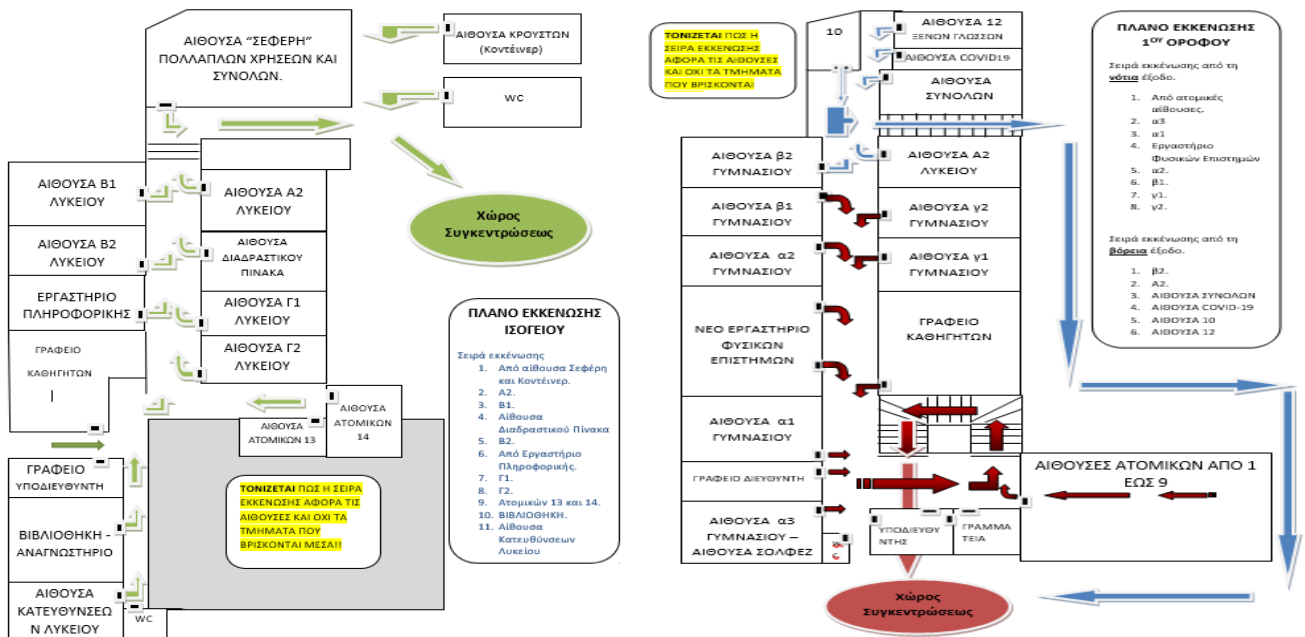 ΑΙΘΟΥΣΑ “ΣΕΦΕΡΗ”
ΠΟΛΛΑΠΛΩΝ ΧΡΗΣΕΩΝ ΚΑΙ
ΣΥΝΟΛΩΝ.
ΑΙΘΟΥΣΑ ΚΡΟΥΣΤΩΝ
(Κοντέινερ)
WC
ΑΙΘΟΥΣΑ Β1
ΛΥΚΕΙΟΥ
ΑΙΘΟΥΣΑ Α2
ΛΥΚΕΙΟΥ
ΑΙΘΟΥΣΑ Β2
ΛΥΚΕΙΟΥ
ΑΙΘΟΥΣΑ
ΔΙΑΔΡΑΣΤΙΚΟΥ
ΠΙΝΑΚΑ
ΕΡΓΑΣΤΗΡΙΟ
ΠΛΗΡΟΦΟΡΙΚΗΣ
ΑΙΘΟΥΣΑ Γ1
ΛΥΚΕΙΟΥ
ΓΡΑΦΕΙΟ
ΚΑΘΗΓΗΤΩΝ
ΑΙΘΟΥΣΑ Γ2
ΛΥΚΕΙΟΥ
ΑΙΘΟΥΣΑ
ΑΤΟΜΙΚΩΝ 13
ΑΙΘΟΥΣΑ
ΑΤΟΜΙΚΩΝ
14
ΓΡΑΦΕΙΟ
ΥΠΟΔΙΕΥΘΥΝΤΗ
ΒΙΒΛΙΟΘΗΚΗ -
ΑΝΑΓΝΩΣΤΗΡΙΟ
ΑΙΘΟΥΣΑ
ΚΑΤΕΥΘΥΝΣΕΩ
Ν ΛΥΚΕΙΟΥ
WC
ΤΟΝΙΖΕΤΑΙ ΠΩΣ Η ΣΕΙΡΑ
ΕΚΚΕΝΩΣΗΣ ΑΦΟΡΑ ΤΙΣ
ΑΙΘΟΥΣΕΣ ΚΑΙ ΟΧΙ ΤΑ
ΤΜΗΜΑΤΑ ΠΟΥ
ΒΡΙΣΚΟΝΤΑΙ ΜΕΣΑ!!
Χώρος
Συγκεντρώσεως
ΠΛΑΝΟ ΕΚΚΕΝΩΣΗΣ
ΙΣΟΓΕΙΟΥ
Σειρά εκκένωσης
1. Από αίθουσα Σεφέρη
και Κοντέινερ.
2. Α2.
3. Β1.
4. Αίθουσα
Διαδραστικού Πίνακα
5. Β2.
6. Από Εργαστήριο
Πληροφορικής.
7. Γ1.
8. Γ2.
9. Ατομικών 13 και 14.
10. ΒΙΒΛΙΟΘΗΚΗ.
11. Αίθουσα
Κατευθύνσεων
Λυκείου
ΤΟΝΙΖΕΤΑΙ ΠΩΣ Η
ΣΕΙΡΑ ΕΚΚΕΝΩΣΗΣ
ΑΦΟΡΑ ΤΙΣ ΑΙΘΟΥΣΕΣ
ΚΑΙ ΟΧΙ ΤΑ ΤΜΗΜΑΤΑ
ΠΟΥ ΒΡΙΣΚΟΝΤΑΙ
10
ΑΙΘΟΥΣΑ 12
ΞΕΝΩΝ ΓΛΩΣΣΩΝ
ΑΙΘΟΥΣΑ COVID19
ΑΙΘΟΥΣΑ
ΣΥΝΟΛΩΝ
ΑΙΘΟΥΣΑ β2
ΓΥΜΝΑΣΙΟΥ
ΑΙΘΟΥΣΑ Α2
ΛΥΚΕΙΟΥ
ΑΙΘΟΥΣΑ β1
ΓΥΜΝΑΣΙΟΥ
ΑΙΘΟΥΣΑ γ2
ΓΥΜΝΑΣΙΟΥ
ΑΙΘΟΥΣΑ α2
ΓΥΜΝΑΣΙΟΥ
ΑΙΘΟΥΣΑ γ1
ΓΥΜΝΑΣΙΟΥ
ΝΕΟ ΕΡΓΑΣΤΗΡΙΟ
ΦΥΣΙΚΩΝ
ΕΠΙΣΤΗΜΩΝ
ΓΡΑΦΕΙΟ
ΚΑΘΗΓΗΤΩΝ
ΑΙΘΟΥΣΑ α1
ΓΥΜΝΑΣΙΟΥ
ΓΡΑΦΕΙΟ ΔΙΕΥΘΥΝΤΗ
ΑΙΘΟΥΣΑ α3
ΓΥΜΝΑΣΙΟΥ –
ΑΙΘΟΥΣΑ ΣΟΛΦΕΖ
ΥΠΟΔΙΕΥΘΥ
ΝΤΗΣ
ΓΡΑΜΜΑ
ΤΕΙΑ
ΑΙΘΟΥΣΕΣ ΑΤΟΜΙΚΩΝ ΑΠΟ 1
ΕΩΣ 9
Χώρος
Συγκεντρώσεως
ΠΛΑΝΟ ΕΚΚΕΝΩΣΗΣ
1ΟΥ ΟΡΟΦΟΥ
Σειρά εκκένωσης από τη
νότια έξοδο.
1. Από ατομικές
αίθουσες.
2. α3
3. α1
4. Εργαστήριο
Φυσικών Επιστημών
5. α2.
6. β1.
7. γ1.
8. γ2.
Σειρά εκκένωσης από τη
βόρεια έξοδο.
1. β2.
2. Α2.
3. ΑΙΘΟΥΣΑ ΣΥΝΟΛΩΝ
4. ΑΙΘΟΥΣΑ COVID-19
5. ΑΙΘΟΥΣΑ 10
6. ΑΙΘΟΥΣΑ 12